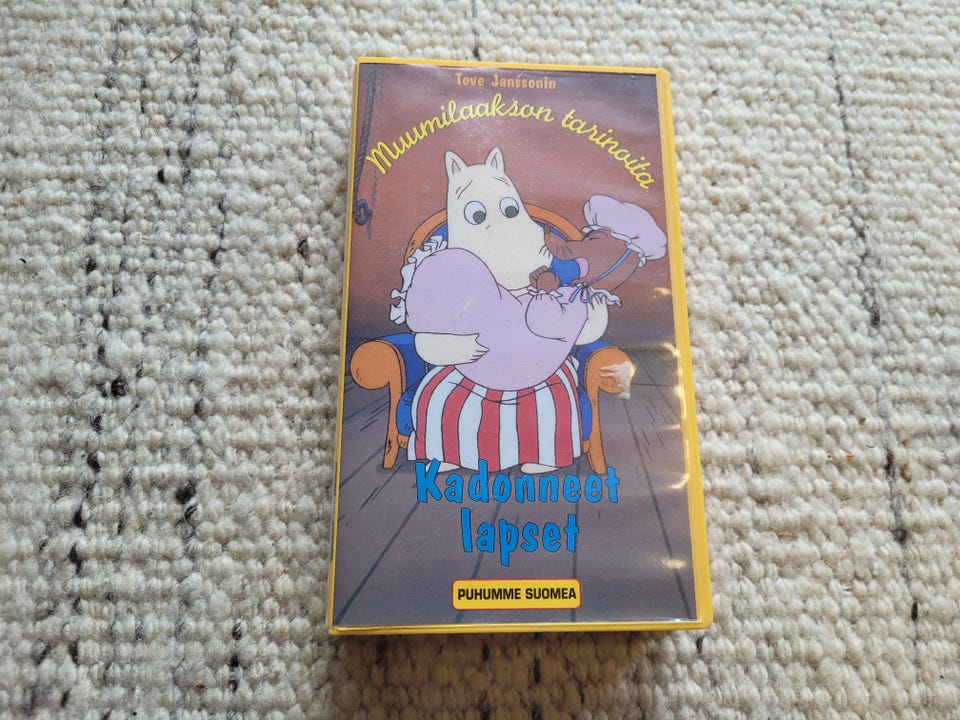 Tove Janssonin
Muumilaakson tarinoita
Kadonneet
lapset
PUHUMME SUOMEA